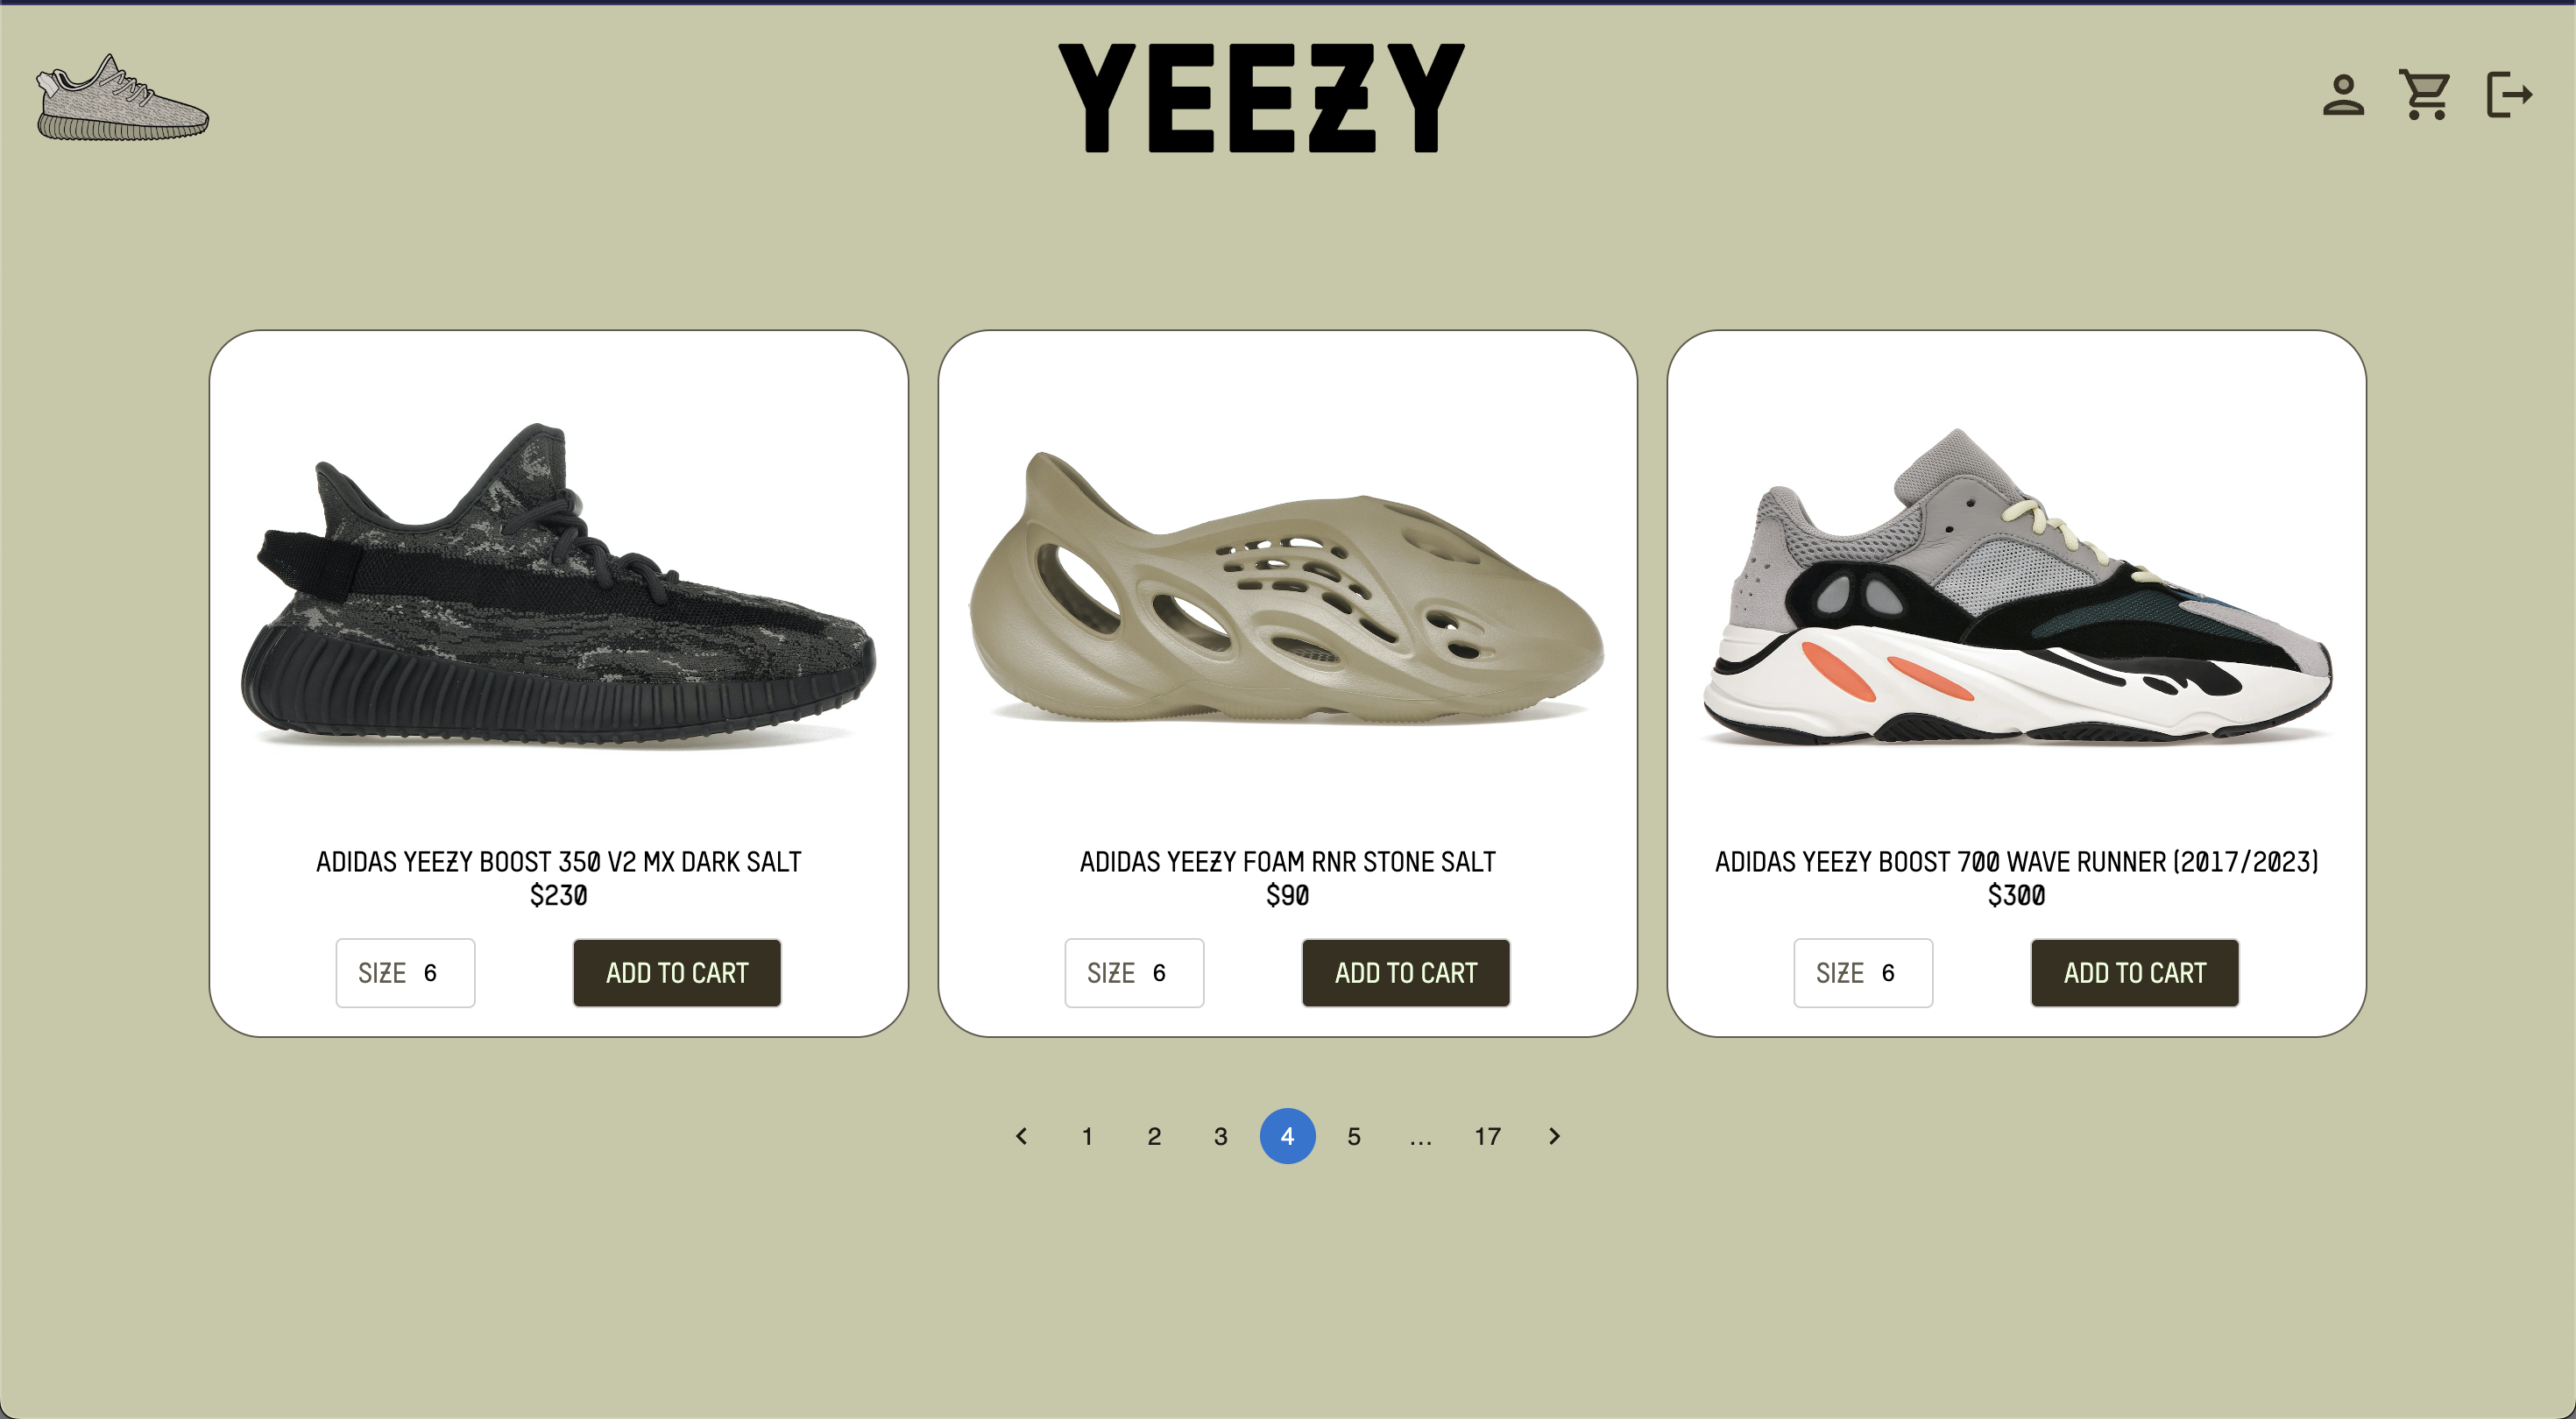 YEEZY
ADIDAS YEEZY BOOST 350 V2 MX DARK SALT
$230
SIZE 6
ADD TO CART
ADIDAS YEEZY FOAM RNR STONE SALT
$90
SIZE 6
ADD TO CART
ADIDAS YEEZY BOOST 700 WAVE RUNNER (2017/2023)
$300
SIZE 6
ADD TO CART
1 2 3 4 5 ... 17